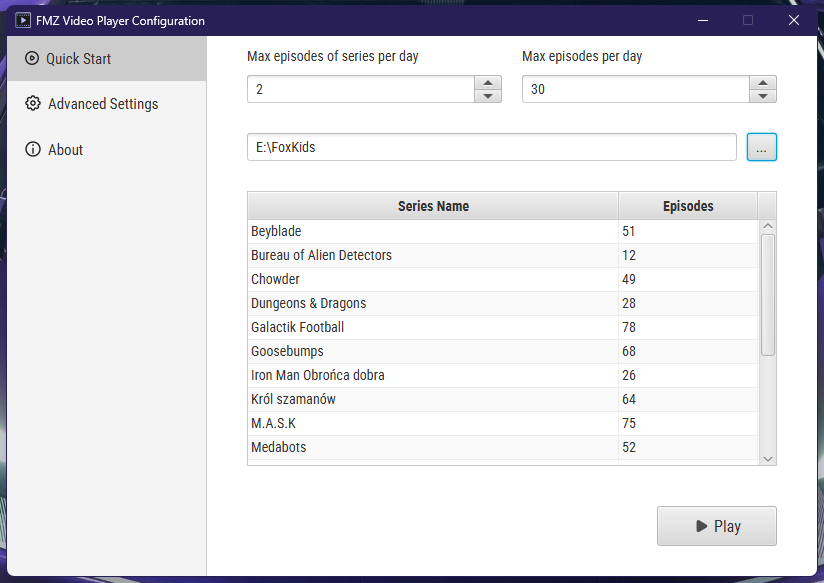 FMZ Video Player Configuration
Quick Start
Advanced Settings
About
Max episodes of series per day
Max episodes per day
2
30
E:\FoxKids
...
Series Name Episodes
Beyblade 51
Bureau of Alien Detectors 12
Chowder 49
Dungeons & Dragons 28
Galactik Football 78
Goosebumps 68
Iron Man Obrońca dobra 26
Król szamanów 64
M.A.S.K 75
Medabots 52
Play